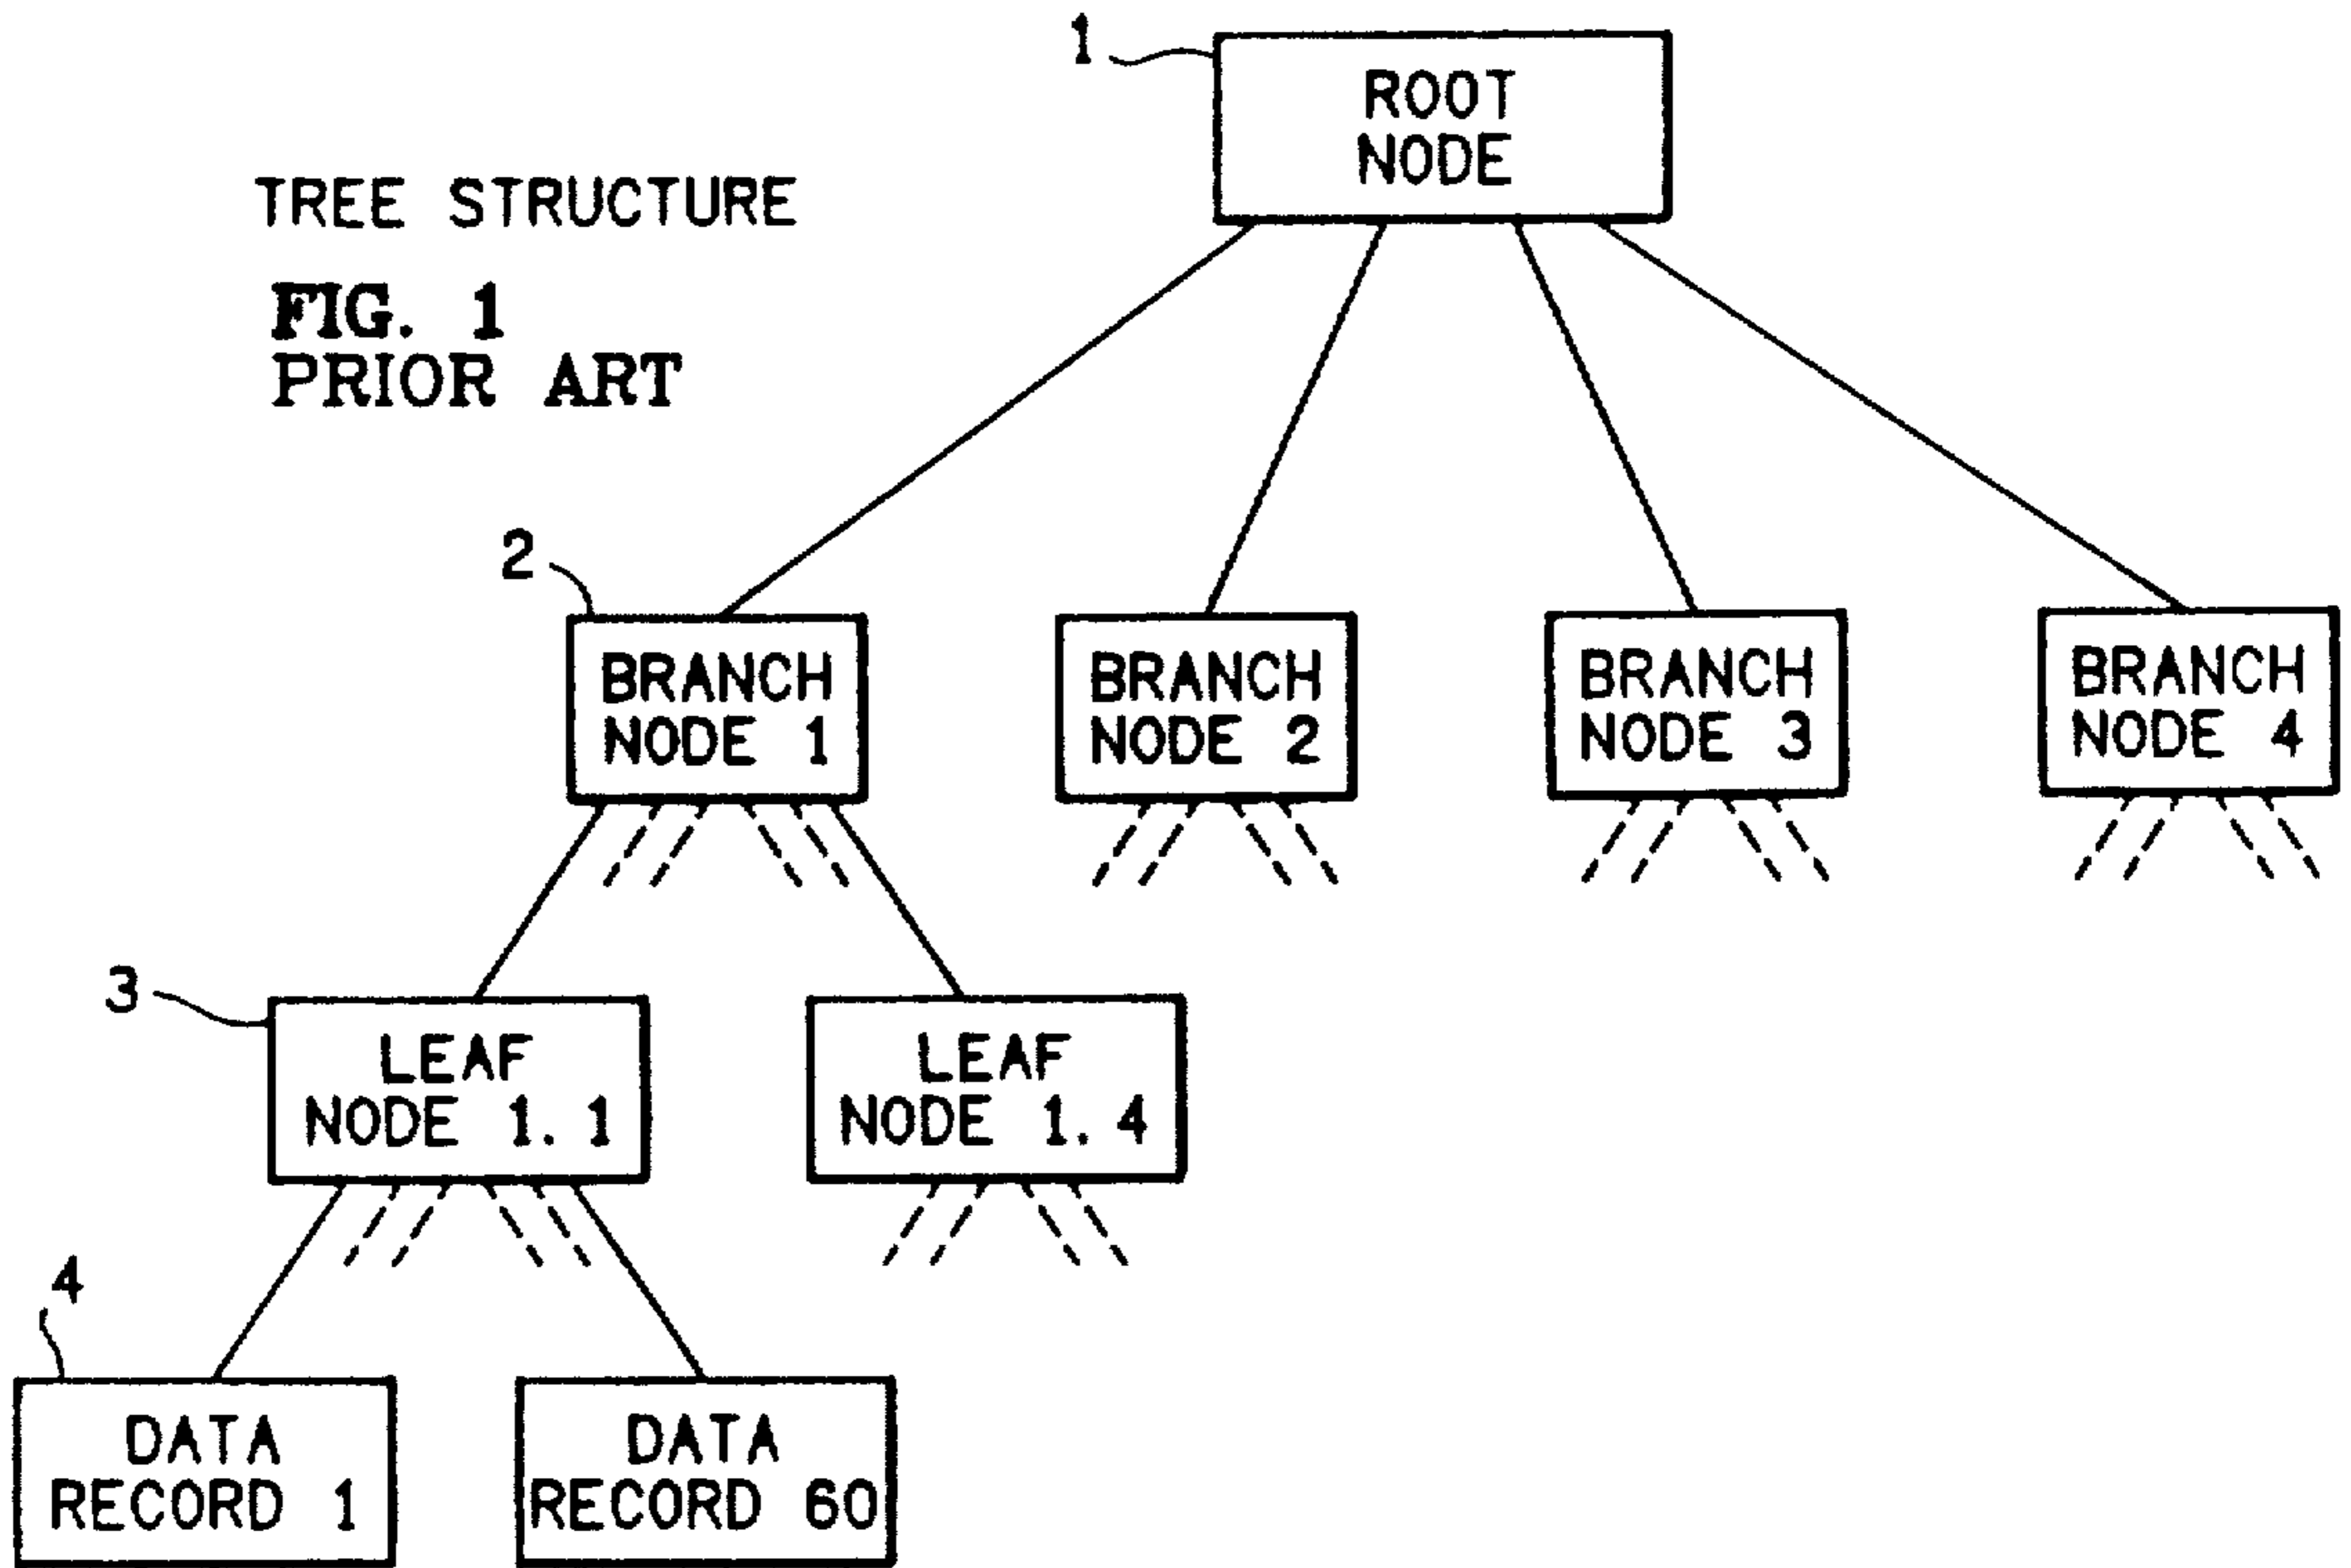 1
ROOT
NODE
TREE STRUCTURE
FIG. 1
PRIOR ART
2
BRANCH
NODE 1
BRANCH
NODE 2
BRANCH
NODE 3
BRANCH
NODE 4
3
LEAF
NODE 1.1
LEAF
NODE 1.4
4
DATA
RECORD 1
DATA
RECORD 60